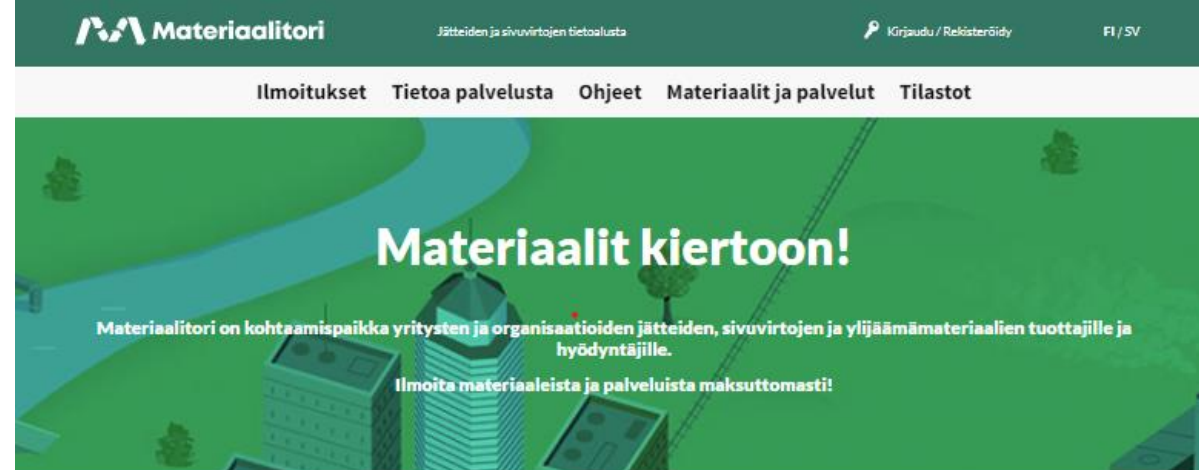 Materiaalitori
Jätteiden ja sivuvirtojen tietoalusta
Kirjaudu / Rekisteröidy
FI / SV
Ilmoitukset Tietoa palvelusta Ohjeet Materiaalit ja palvelut Tilastot
Materiaalit kiertoon!
Materiaalitori on kohtaamispaikka yritysten ja organisaatioiden jätteiden, sivuvirtojen ja ylijäämämateriaalien tuottajille ja
hyödyntäjille.
Ilmoita materiaaleista ja palveluista maksuttomasti!